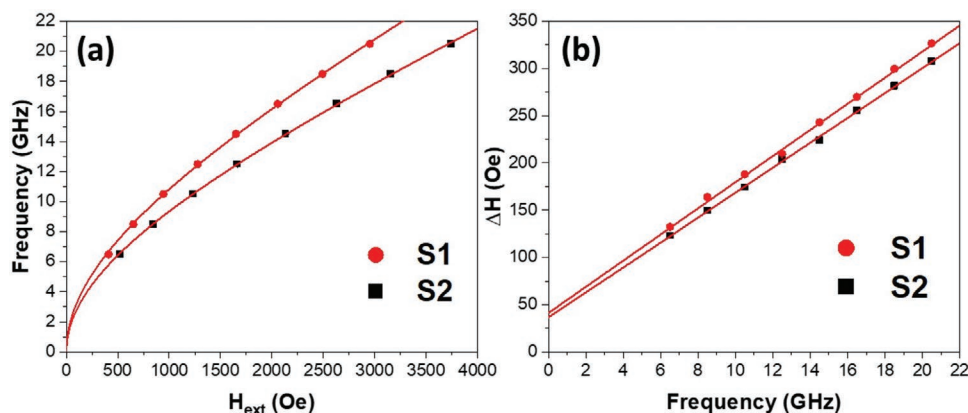 (a)
Frequency (GHz)
22
20
18
16
14
12
10
8
6
4
2
0
0 500 1000 1500 2000 2500 3000 3500 4000
H_ext (Oe)
S1
S2
(b)
ΔH (Oe)
350
300
250
200
150
100
50
0
0 2 4 6 8 10 12 14 16 18 20 22
Frequency (GHz)
S1
S2